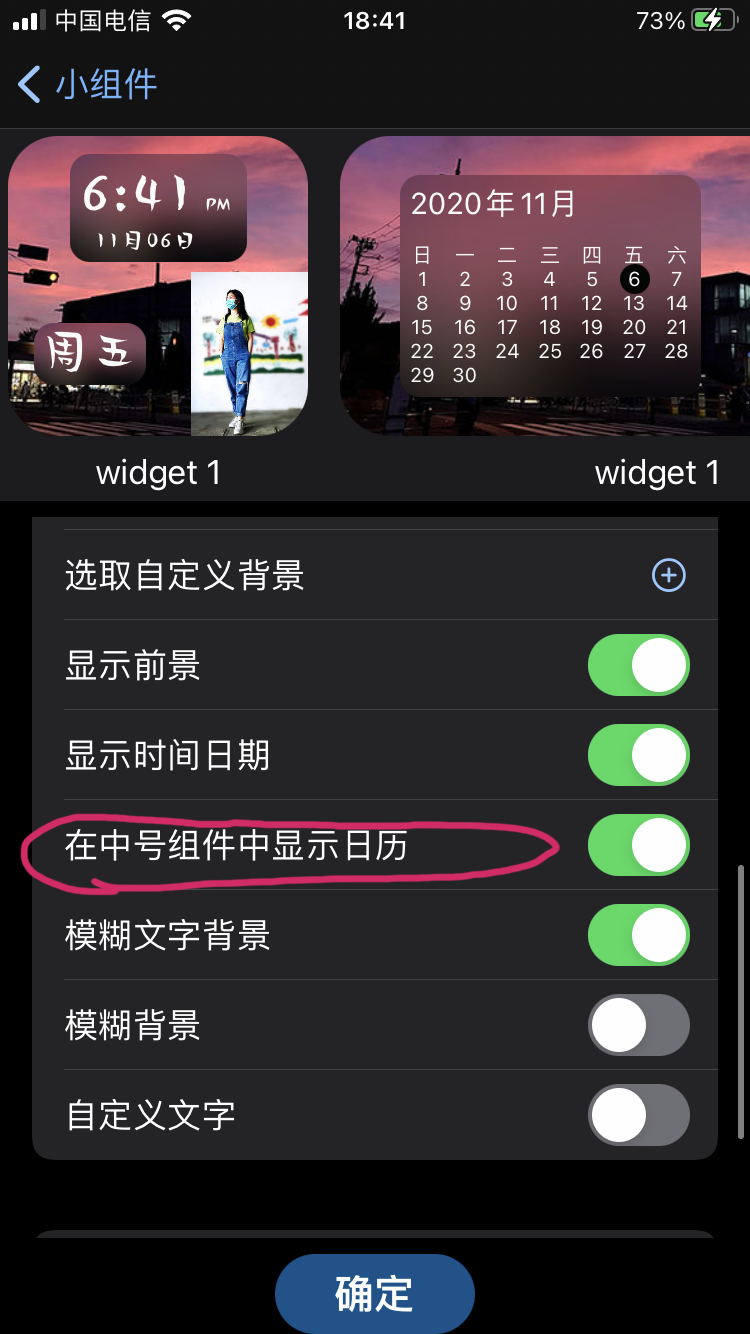 中国电信 18:41 73%
小组件
6:41 PM
11月06日
周五
2020年11月
日 一 二 三 四 五 六
1 2 3 4 5 6 7
8 9 10 11 12 13 14
15 16 17 18 19 20 21
22 23 24 25 26 27 28
29 30
widget 1
widget 1
选取自定义背景
显示前景
显示时间日期
在中号组件中显示日历
模糊文字背景
模糊背景
自定义文字
确定